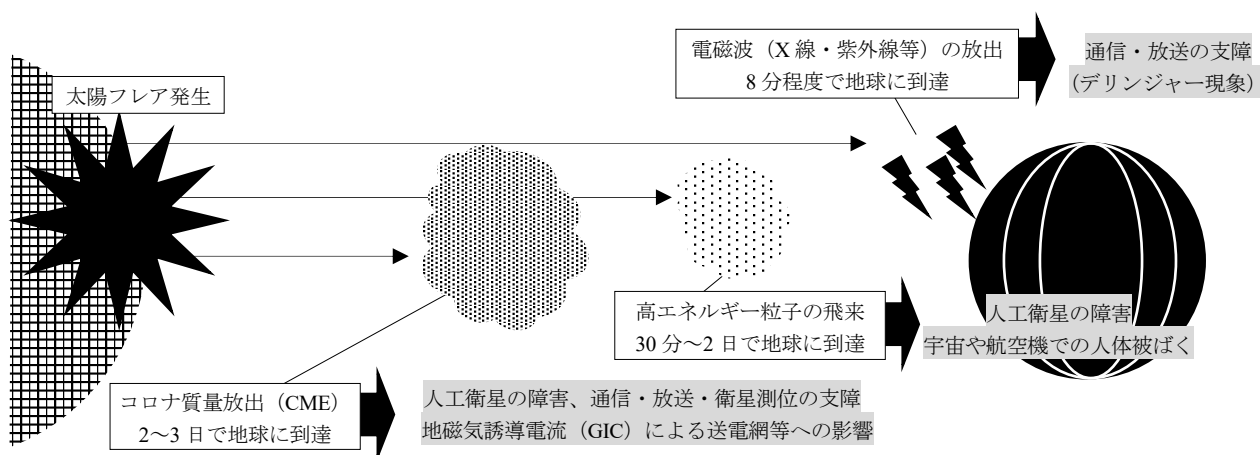 太陽フレア発生
電磁波（X 線・紫外線等）の放出
8 分程度で地球に到達
通信・放送の支障
（デリンジャー現象）
高エネルギー粒子の飛来
30 分～2 日で地球に到達
人工衛星の障害
宇宙や航空機での人体被ばく
コロナ質量放出（CME）
2～3 日で地球に到達
人工衛星の障害、通信・放送・衛星測位の支障
地磁気誘導電流（GIC）による送電網等への影響